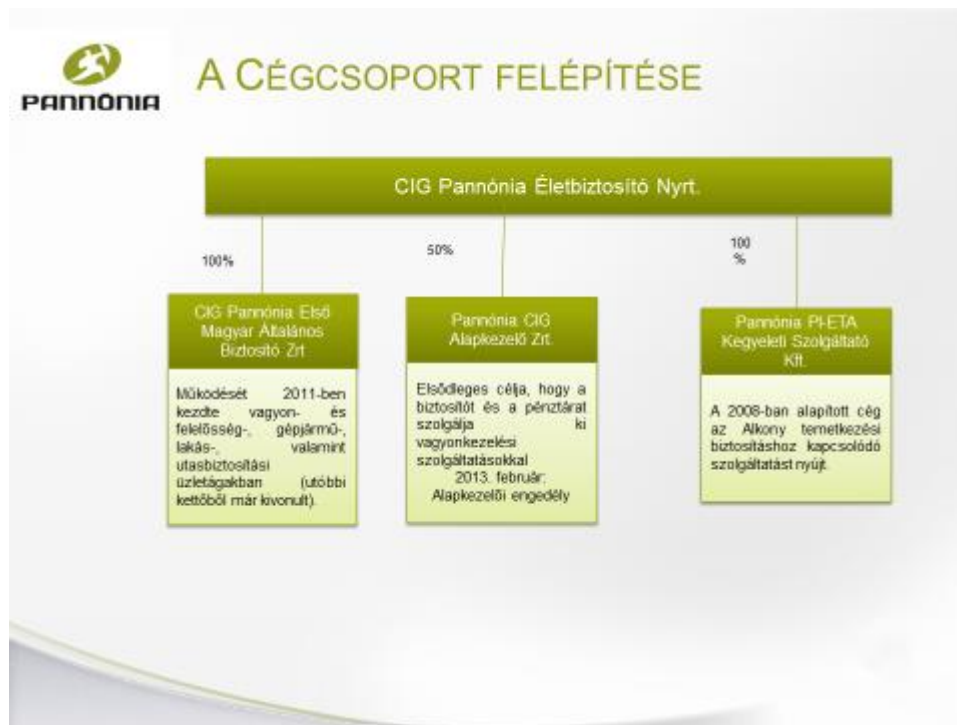 PANNÓNIA
A CÉGCSOPORT FELÉPÍTÉSE
CIG Pannónia Életbiztosító Nyrt.
100%
50%
100
%
CIG Pannónia Első
Magyar Általános
Biztosító Zrt
Működését 2011-ben
kezdte vagyon- és
felelősség-, gépjármű-,
lakás-, valamint
utasbiztosítási
üzletágakban (utóbbi
kettőből már kivonult).
Pannónia CIG
Alapkezelő Zrt.
Elsődleges célja, hogy a
biztosítót és a pénztárat
szolgálja ki
vagyonkezelési
szolgáltatásokkal
2013. február:
Alapkezelői engedély
Pannónia PI-ETA
Kegyeleti Szolgáltató
Kft.
A 2008-ban alapított cég
az Alkony temetkezési
biztosításhoz kapcsolódó
szolgáltatást nyújt.